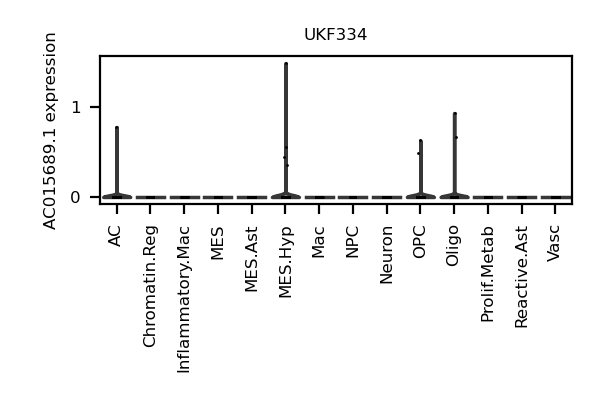 UKF334
AC015689.1 expression
1
0
AC
Chromatin.Reg
Inflammatory.Mac
MES
MES.Ast
MES.Hyp
Mac
NPC
Neuron
OPC
Oligo
Prolif.Metab
Reactive.Ast
Vasc